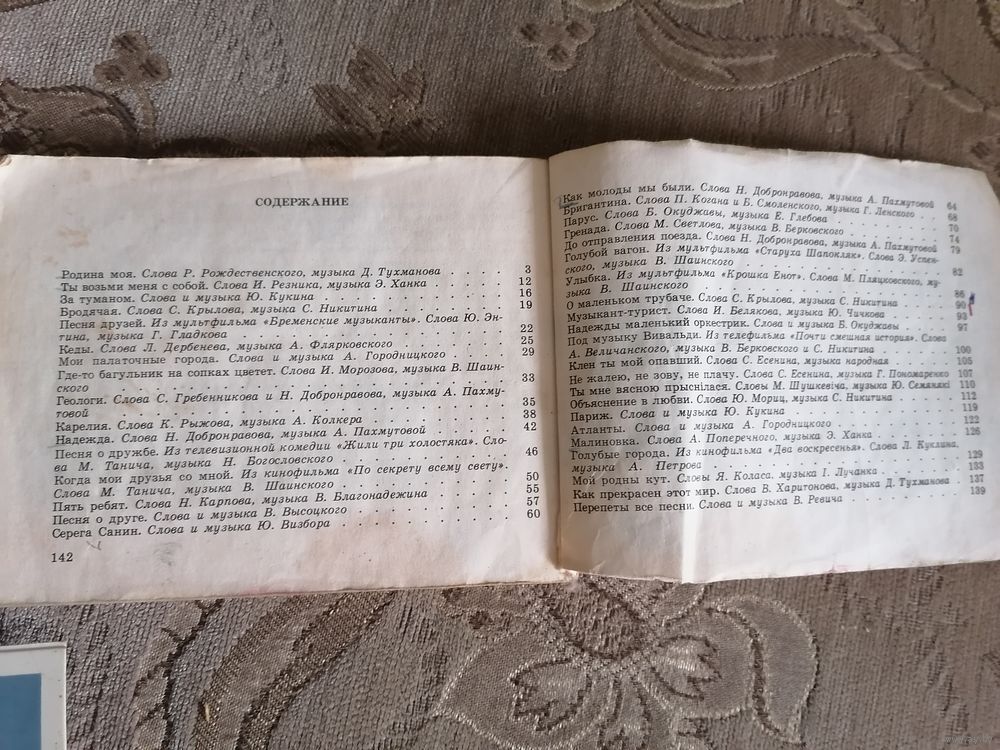 СОДЕРЖАНИЕ
Родина моя. Слова Р. Рождественского, музыка Д. Тухманова . . . . 3
Ты возьми меня с собой. Слова И. Резника, музыка Э. Ханка . . . . 12
За туманом. Слова и музыка Ю. Кукина . . . . 16
Бродячая. Слова С. Крылова, музыка С. Никитина . . . . 19
Песня друзей. Из мультфильма «Бременские музыканты». Слова Ю. Эн-
тина, музыка Г. Гладкова . . . . 22
Кеды. Слова Л. Дербенева, музыка А. Флярковского . . . . 25
Мои палаточные города. Слова и музыка А. Городницкого . . . . 29
Где-то багульник на сопках цветет. Слова И. Морозова, музыка В. Шаин-
ского . . . . 33
Геологи. Слова С. Гребенникова и Н. Добронравова, музыка А. Пахму-
товой . . . . 35
Карелия. Слова К. Рыжова, музыка А. Колкера . . . . 38
Надежда. Слова Н. Добронравова, музыка А. Пахмутовой . . . . 42
Песня о дружбе. Из телевизионной комедии «Жили три холостяка». Сло-
ва М. Танича, музыка Н. Богословского . . . . 46
Когда мои друзья со мной. Из кинофильма «По секрету всему свету».
Слова М. Танича, музыка В. Шаинского . . . . 50
Пять ребят. Слова Н. Карпова, музыка В. Благонадежина . . . . 55
Песня о друге. Слова и музыка В. Высоцкого . . . . 57
Серега Санин. Слова и музыка Ю. Визбора . . . . 60
142
Как молоды мы были. Слова Н. Добронравова, музыка А. Пахмутовой 64
Бригантина. Слова П. Когана и Б. Смоленского, музыка Г. Ленского . . 68
Парус. Слова Б. Окуджавы, музыка Е. Глебова . . . . 70
Гренада. Слова М. Светлова, музыка В. Берковского . . . . 74
До отправления поезда. Слова Н. Добронравова, музыка А. Пахмутовой 79
Голубой вагон. Из мультфильма «Старуха Шапокляк». Слова Э. Успен-
ского, музыка В. Шаинского . . . . 82
Улыбка. Из мультфильма «Крошка Енот». Слова М. Пляцковского, му-
зыка В. Шаинского . . . . 86
О маленьком трубаче. Слова С. Крылова, музыка С. Никитина . . . . 90
Музыкант-турист. Слова И. Белякова, музыка Ю. Чичкова . . . . 93
Надежды маленький оркестрик. Слова и музыка Б. Окуджавы . . . . 97
Под музыку Вивальди. Из телефильма «Почти смешная история». Слова
А. Величанского, музыка В. Берковского и С. Никитина . . . . 100
Клен ты мой опавший. Слова С. Есенина, музыка народная . . . . 105
Не жалею, не зову, не плачу. Слова С. Есенина, музыка Г. Пономаренко 107
Ты мне вясною прыснілася. Словы М. Шушкевіча, музыка Ю. Семянякі 110
Объяснение в любви. Слова Ю. Мориц, музыка С. Никитина . . . . 112
Париж. Слова и музыка Ю. Кукина . . . . 119
Атланты. Слова и музыка А. Городницкого . . . . 122
Малиновка. Слова А. Поперечного, музыка Э. Ханка . . . . 126
Голубые города. Из кинофильма «Два воскресенья». Слова Л. Куклина,
музыка А. Петрова . . . . 129
Мой родны кут. Словы Я. Коласа, музыка І. Лучанка . . . . 133
Как прекрасен этот мир. Слова В. Харитонова, музыка Д. Тухманова 137
Перепеты все песни. Слова и музыка В. Ревича . . . . 139